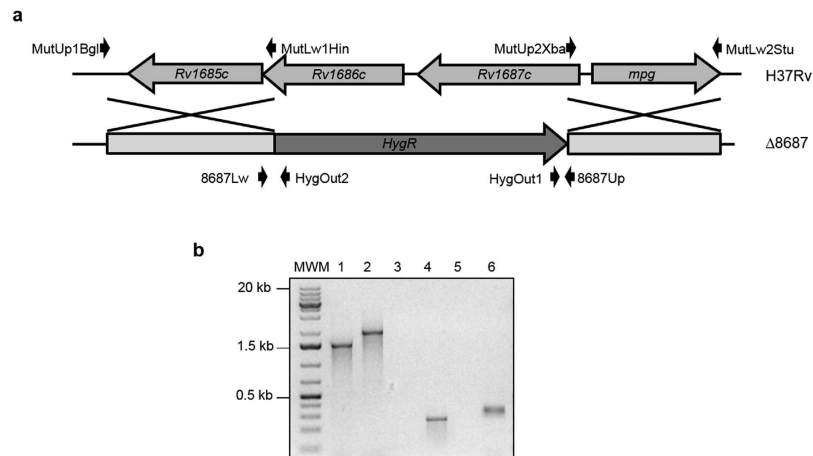 a
MutUp1Bgl MutLw1Hin MutUp2Xba MutLw2Stu
Rv1685c Rv1686c Rv1687c mpg H37Rv
HygR Δ8687
8687Lw HygOut2 HygOut1 8687Up
b
MWM 1 2 3 4 5 6
20 kb
1.5 kb
0.5 kb